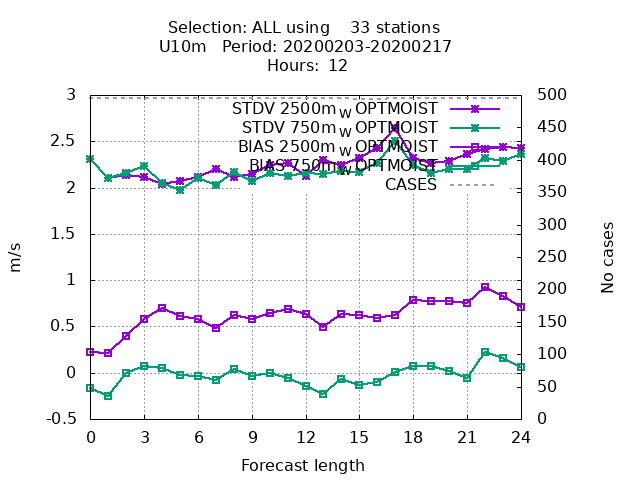 Selection: ALL using 33 stations
U10m Period: 20200203-20200217
Hours: 12
STDV 2500m_W OPTMOIST
STDV 750m_W OPTMOIST
BIAS 2500m_W OPTMOIST
BIAS 750m_W OPTMOIST
CASES
3
2.5
2
1.5
1
0.5
0
-0.5
500
450
400
350
300
250
200
150
100
50
0
m/s
No cases
0 3 6 9 12 15 18 21 24
Forecast length